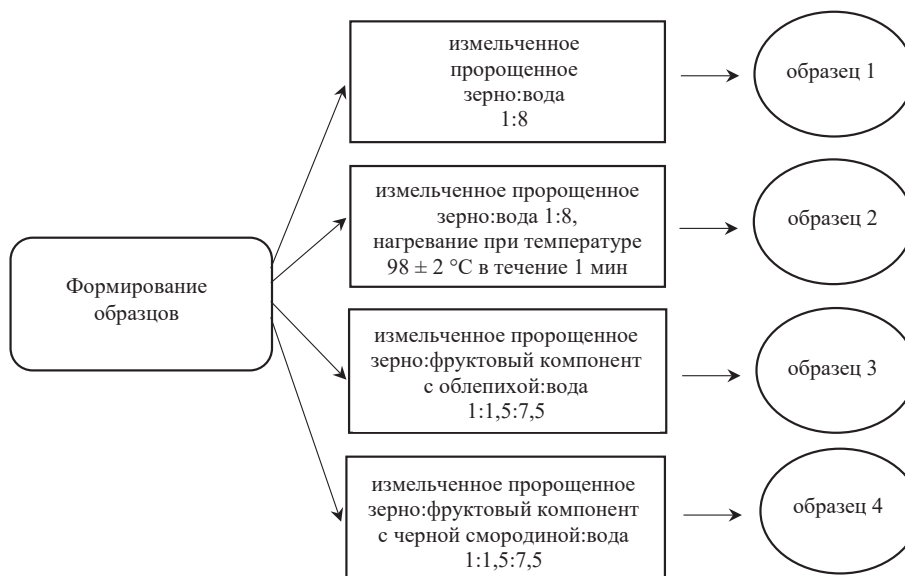 Формирование
образцов
измельченное
пророщенное
зерно:вода
1:8
образец 1
измельченное пророщенное
зерно:вода 1:8,
нагревание при температуре
98 ± 2 °C в течение 1 мин
образец 2
измельченное пророщенное
зерно:фруктовый компонент
с облепихой:вода
1:1,5:7,5
образец 3
измельченное пророщенное
зерно:фруктовый компонент
с черной смородиной:вода
1:1,5:7,5
образец 4